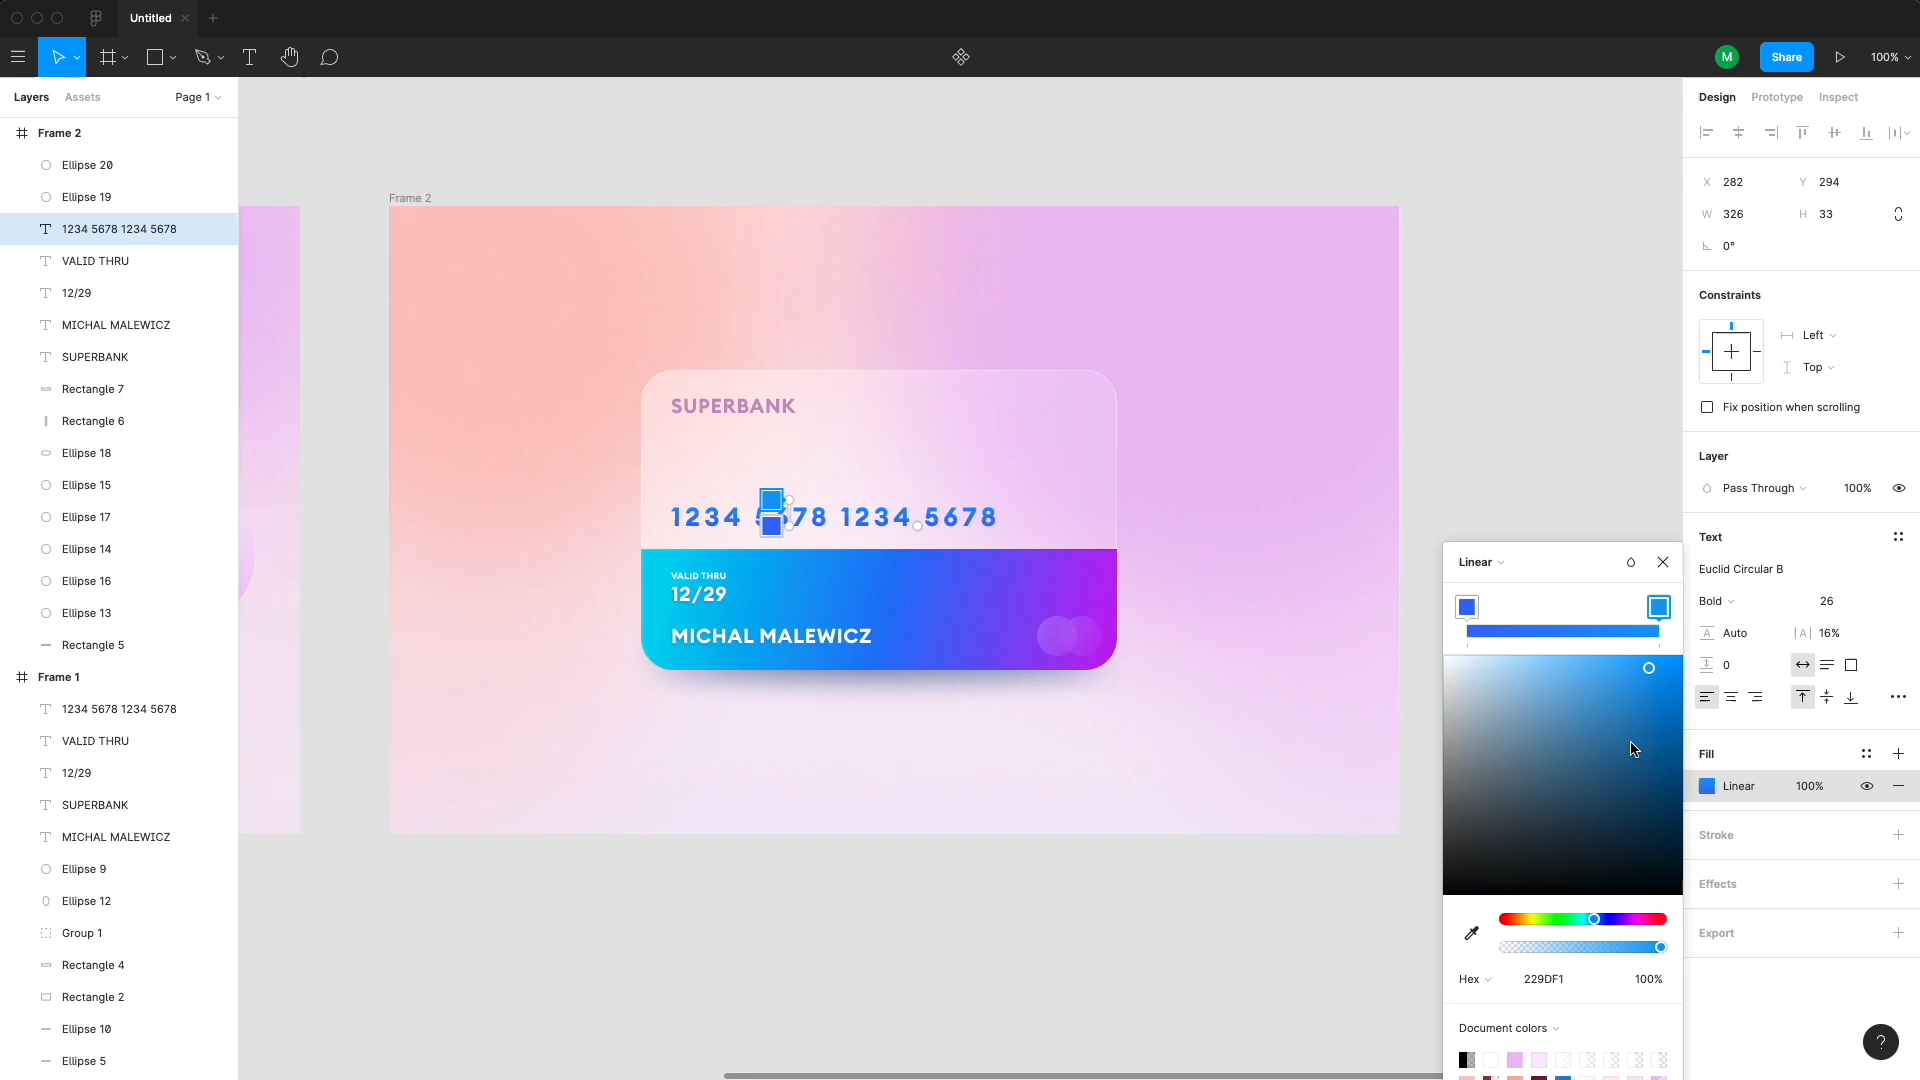 Untitled
M
Share
100%
Layers
Assets
Page 1
Frame 2
Ellipse 20
Ellipse 19
1234 5678 1234 5678
VALID THRU
12/29
MICHAL MALEWICZ
SUPERBANK
Rectangle 7
Rectangle 6
Ellipse 18
Ellipse 15
Ellipse 17
Ellipse 14
Ellipse 16
Ellipse 13
Rectangle 5
Frame 1
1234 5678 1234 5678
VALID THRU
12/29
SUPERBANK
MICHAL MALEWICZ
Ellipse 9
Ellipse 12
Group 1
Rectangle 4
Rectangle 2
Ellipse 10
Ellipse 5
Frame 2
SUPERBANK
1234 5678 1234 5678
VALID THRU
12/29
MICHAL MALEWICZ
Linear
Hex
229DF1
100%
Document colors
Design
Prototype
Inspect
X 282
Y 294
W 326
H 33
0°
Constraints
Left
Top
Fix position when scrolling
Layer
Pass Through
100%
Text
Euclid Circular B
Bold
26
Auto
16%
0
Fill
Linear
100%
Stroke
Effects
Export
?